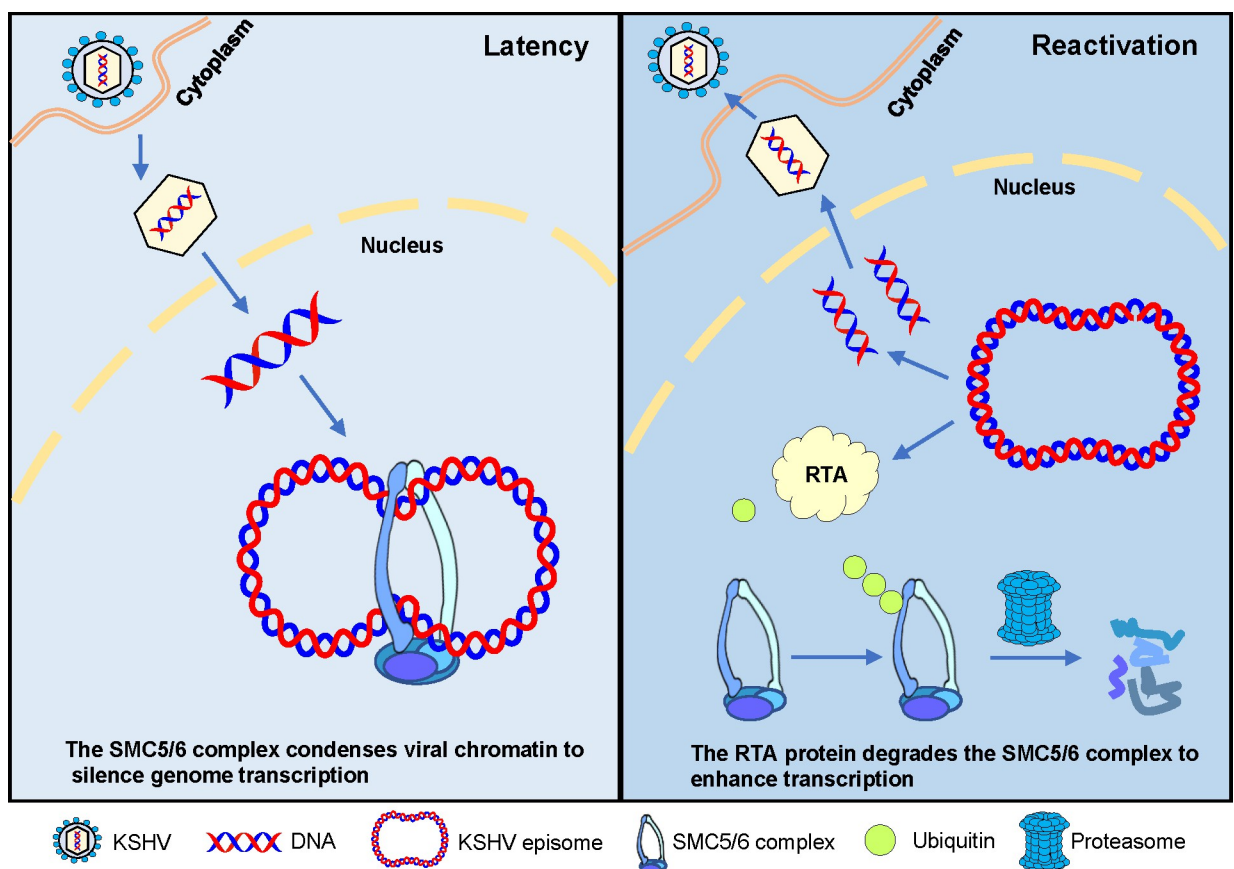 Latency
Cytoplasm
Nucleus
The SMC5/6 complex condenses viral chromatin to
silence genome transcription
Reactivation
Cytoplasm
Nucleus
RTA
The RTA protein degrades the SMC5/6 complex to
enhance transcription
KSHV
DNA
KSHV episome
SMC5/6 complex
Ubiquitin
Proteasome